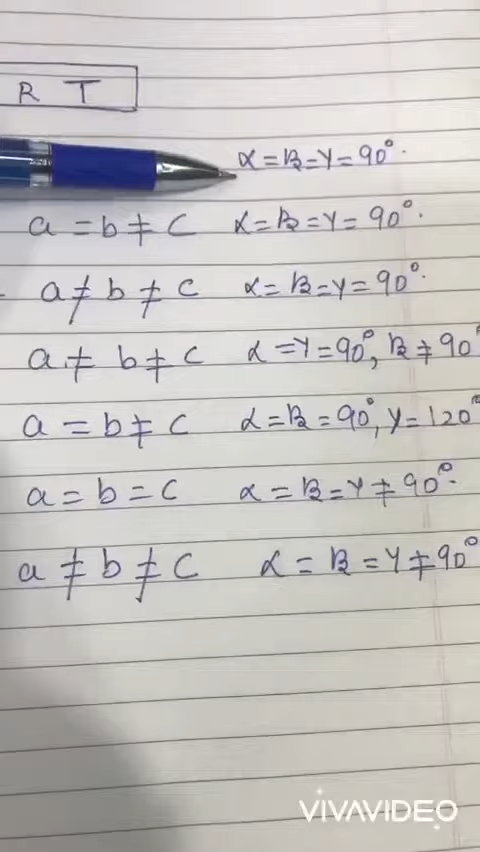 R T
α = β = γ = 90°.
a = b ≠ c α = β = γ = 90°.
a ≠ b ≠ c α = β = γ = 90°.
a ≠ b ≠ c α = γ = 90°, β ≠ 90°
a = b ≠ c α = β = 90°, γ = 120°
a = b = c α = β = γ ≠ 90°.
a ≠ b ≠ c α = β = γ ≠ 90°
VIVAVIDEO